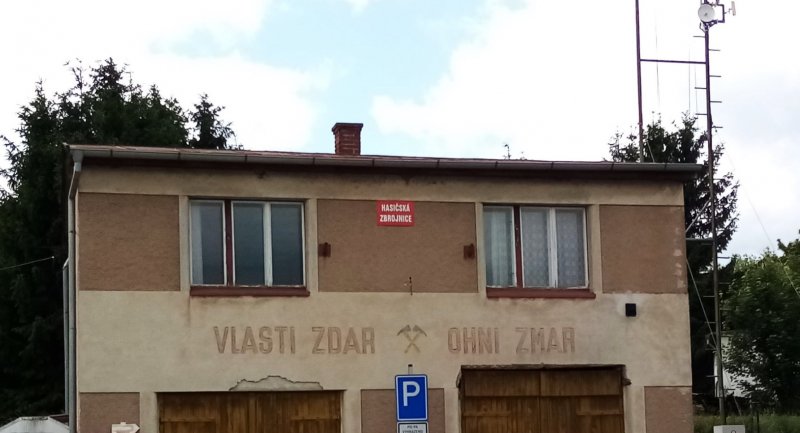 HASIČSKÁ
ZBROJNICE
VLASTI ZDAR OHNI ZMAR
P